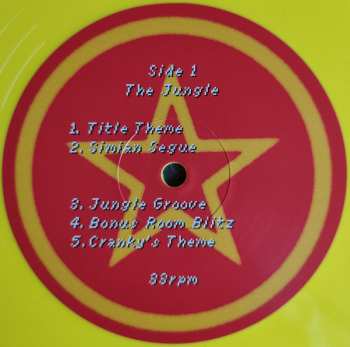 Side 1
The Jungle
1. Title Theme
2. Simian Segue
3. Jungle Groove
4. Bonus Room Blitz
5. Cranky's Theme
33rpm